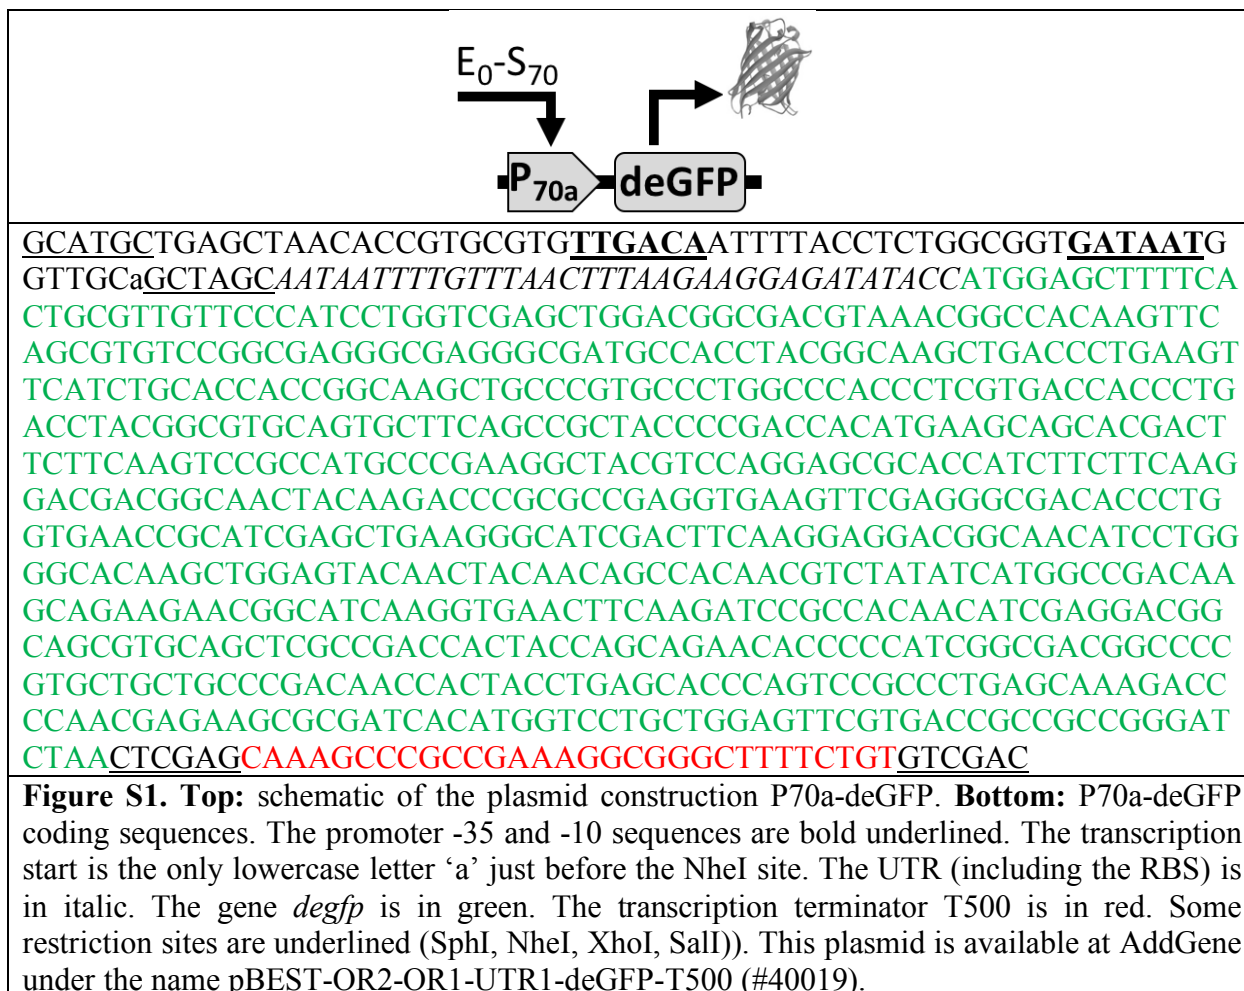 E0-S70
P70a deGFP
GCATGCTGAGCTAACACCGTGCGTGTTGACAATTTTACCTCTGGCGGTGATAATG
GTTGCaGCTAGCAATAATTTTGTTTAACTTTAAGAAGGAGATATACCATGGAGCTTTTCA
CTGCGTTGTTCCCATCCTGGTCGAGCTGGACGGCGACGTAAACGGCCACAAGTTC
AGCGTGTCCGGCGAGGGCGAGGGCGATGCCACCTACGGCAAGCTGACCCTGAAGT
TCATCTGCACCACCGGCAAGCTGCCCGTGCCCTGGCCCACCCTCGTGACCACCCTG
ACCTACGGCGTGCAGTGCTTCAGCCGCTACCCCGACCACATGAAGCAGCACGACT
TCTTCAAGTCCGCCATGCCCGAAGGCTACGTCCAGGAGCGCACCATCTTCTTCAAG
GACGACGGCAACTACAAGACCCGCGCCGAGGTGAAGTTCGAGGGCGACACCCTG
GTGAACCGCATCGAGCTGAAGGGCATCGACTTCAAGGAGGACGGCAACATCCTGG
GGCACAAGCTGGAGTACAACTACAACAGCCACAACGTCTATATCATGGCCGACAA
GCAGAAGAACGGCATCAAGGTGAACTTCAAGATCCGCCACAACATCGAGGACGG
CAGCGTGCAGCTCGCCGACCACTACCAGCAGAACACCCCCATCGGCGACGGCCCC
GTGCTGCTGCCCGACAACCACTACCTGAGCACCCAGTCCGCCCTGAGCAAAGACC
CCAACGAGAAGCGCGATCACATGGTCCTGCTGGAGTTCGTGACCGCCGCCGGGAT
CTAACTCGAGCAAAGCCCGCCGAAAGGCGGGCTTTTCTGTGTCGAC
Figure S1. Top: schematic of the plasmid construction P70a-deGFP. Bottom: P70a-deGFP
coding sequences. The promoter -35 and -10 sequences are bold underlined. The transcription
start is the only lowercase letter ‘a’ just before the NheI site. The UTR (including the RBS) is
in italic. The gene degfp is in green. The transcription terminator T500 is in red. Some
restriction sites are underlined (SphI, NheI, XhoI, SalI)). This plasmid is available at AddGene
under the name pBEST-OR2-OR1-UTR1-deGFP-T500 (#40019).